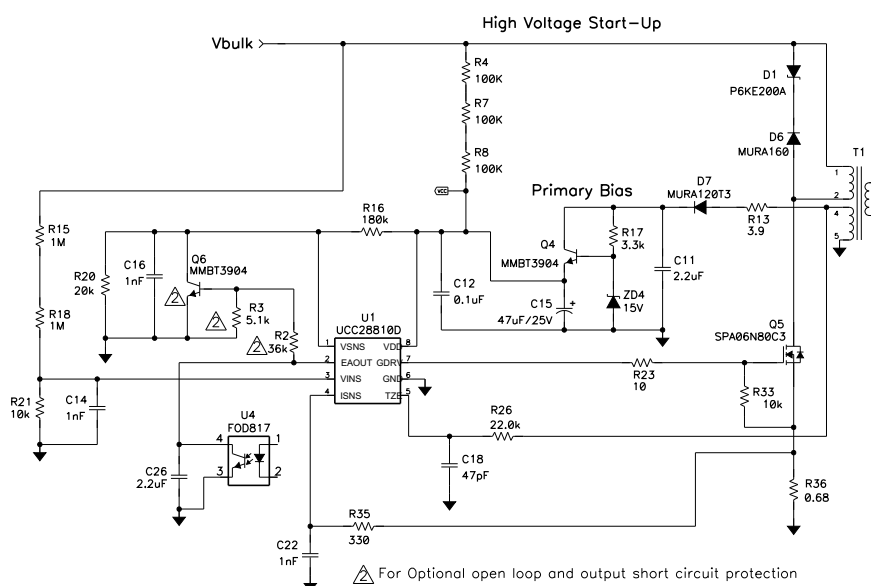 High Voltage Start-Up
Vbulk
R4
100K
R7
100K
R8
100K
VCC
D1
P6KE200A
D6
MURA160
T1
1
2
4
5
Primary Bias
D7
MURA120T3
R13
3.9
R15
1M
R16
180k
R17
3.3k
Q4
MMBT3904
C11
2.2uF
R20
20k
C16
1nF
Q6
MMBT3904
2
R3
5.1k
2
R2
36k
2
C12
0.1uF
C15
47uF/25V
+
ZD4
15V
R18
1M
U1
UCC28810D
1 VSNS VDD 8
2 EAOUT GDRV 7
3 VINS GND 6
4 ISNS TZE 5
Q5
SPA06N80C3
R23
10
R33
10k
R21
10k
C14
1nF
U4
FOD817
4 1
3 2
C26
2.2uF
R26
22.0k
C18
47pF
R36
0.68
R35
330
C22
1nF
2 For Optional open loop and output short circuit protection